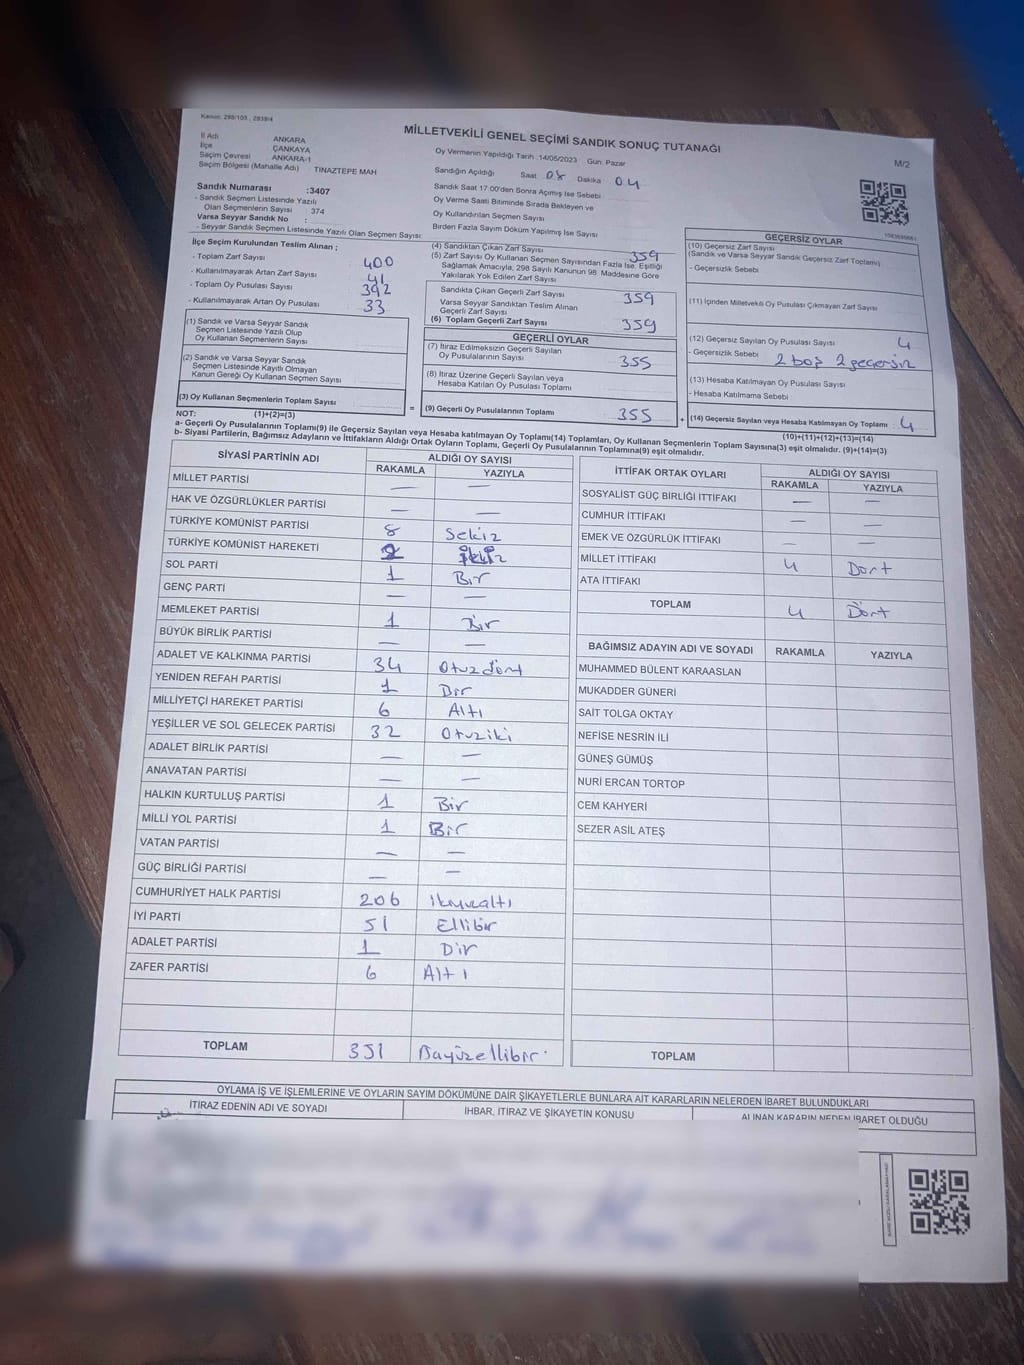 Kanun: 298/105, 2839/4
MİLLETVEKİLİ GENEL SEÇİMİ SANDIK SONUÇ TUTANAĞI
M/2
İl Adı ANKARA
İlçe ÇANKAYA
Seçim Çevresi ANKARA-1
Seçim Bölgesi (Mahalle Adı) : TINAZTEPE MAH
Oy Vermenin Yapıldığı Tarih :14/05/2023 Gün: Pazar
Sandığın Açıldığı Saat 08 Dakika 04
Sandık Saat 17:00'den Sonra Açılmış İse Sebebi
Oy Verme Saati Bitiminde Sırada Bekleyen ve
Oy Kullandırılan Seçmen Sayısı
Birden Fazla Sayım Döküm Yapılmış İse Sayısı
Sandık Numarası :3407
- Sandık Seçmen Listesinde Yazılı
Olan Seçmenlerin Sayısı : 374
Varsa Seyyar Sandık No :
- Seyyar Sandık Seçmen Listesinde Yazılı Olan Seçmen Sayısı:
İlçe Seçim Kurulundan Teslim Alınan ;
- Toplam Zarf Sayısı 400
- Kullanılmayarak Artan Zarf Sayısı 41
- Toplam Oy Pusulası Sayısı 392
- Kullanılmayarak Artan Oy Pusulası 33
(1) Sandık ve Varsa Seyyar Sandık
Seçmen Listesinde Yazılı Olup
Oy Kullanan Seçmenlerin Sayısı
(2) Sandık ve Varsa Seyyar Sandık
Seçmen Listesinde Kayıtlı Olmayan
Kanun Gereği Oy Kullanan Seçmen Sayısı
(3) Oy Kullanan Seçmenlerin Toplam Sayısı
(1)+(2)=(3)
(4) Sandıktan Çıkan Zarf Sayısı 359
(5) Zarf Sayısı Oy Kullanan Seçmen Sayısından Fazla İse, Eşitliği
Sağlamak Amacıyla, 298 Sayılı Kanunun 98. Maddesine Göre
Yakılarak Yok Edilen Zarf Sayısı
Sandıkta Çıkan Geçerli Zarf Sayısı 359
Varsa Seyyar Sandıktan Teslim Alınan
Geçerli Zarf Sayısı
(6) Toplam Geçerli Zarf Sayısı 359
GEÇERLİ OYLAR
(7) İtiraz Edilmeksizin Geçerli Sayılan
Oy Pusulalarının Sayısı 355
(8) İtiraz Üzerine Geçerli Sayılan veya
Hesaba Katılan Oy Pusulası Toplamı
= (9) Geçerli Oy Pusulalarının Toplamı 355 +
GEÇERSİZ OYLAR
(10) Geçersiz Zarf Sayısı
(Sandık ve Varsa Seyyar Sandık Geçersiz Zarf Toplamı)
- Geçersizlik Sebebi
(11) İçinden Milletvekili Oy Pusulası Çıkmayan Zarf Sayısı
(12) Geçersiz Sayılan Oy Pusulası Sayısı 4
- Geçersizlik Sebebi 2 boş 2 geçersiz
(13) Hesaba Katılmayan Oy Pusulası Sayısı
- Hesaba Katılmama Sebebi
(14) Geçersiz Sayılan veya Hesaba Katılmayan Oy Toplamı 4
(10)+(11)+(12)+(13)=(14)
NOT:
a- Geçerli Oy Pusulaları Toplamı(9) ile Geçersiz Sayılan veya Hesaba katılmayan Oy Toplamı(14) Toplamları, Oy Kullanan Seçmenlerin Toplam Sayısına(3) eşit olmalıdır. (9)+(14)=(3)
b- Siyasi Partilerin, Bağımsız Adayların ve İttifakların Aldığı Ortak Oyların Toplamı, Geçerli Oy Pusulalarının Toplamına(9) eşit olmalıdır.
SİYASİ PARTİNİN ADI ALDIĞI OY SAYISI
RAKAMLA YAZIYLA
MİLLET PARTİSİ — —
HAK VE ÖZGÜRLÜKLER PARTİSİ — —
TÜRKİYE KOMÜNİST PARTİSİ 8 Sekiz
TÜRKİYE KOMÜNİST HAREKETİ 2
SOL PARTİ 1 Bir
GENÇ PARTİ — —
MEMLEKET PARTİSİ 1 Bir
BÜYÜK BİRLİK PARTİSİ — —
ADALET VE KALKINMA PARTİSİ 34 Otuzdört
YENİDEN REFAH PARTİSİ 1 Bir
MİLLİYETÇİ HAREKET PARTİSİ 6 Altı
YEŞİLLER VE SOL GELECEK PARTİSİ 32 Otuziki
ADALET BİRLİK PARTİSİ — —
ANAVATAN PARTİSİ — —
HALKIN KURTULUŞ PARTİSİ 1 Bir
MİLLİ YOL PARTİSİ 1 Bir
VATAN PARTİSİ — —
GÜÇ BİRLİĞİ PARTİSİ — —
CUMHURİYET HALK PARTİSİ 206 ikiyüzaltı
İYİ PARTİ 51 Ellibir
ADALET PARTİSİ 1 Bir
ZAFER PARTİSİ 6 Altı
TOPLAM 351
İTTİFAK ORTAK OYLARI ALDIĞI OY SAYISI
RAKAMLA YAZIYLA
SOSYALİST GÜÇ BİRLİĞİ İTTİFAKI — —
CUMHUR İTTİFAKI — —
EMEK VE ÖZGÜRLÜK İTTİFAKI — —
MİLLET İTTİFAKI 4 Dört
ATA İTTİFAKI
TOPLAM 4 Dört
BAĞIMSIZ ADAYIN ADI VE SOYADI RAKAMLA YAZIYLA
MUHAMMED BÜLENT KARAASLAN
MUKADDER GÜNERİ
SAİT TOLGA OKTAY
NEFİSE NESRİN İLİ
GÜNEŞ GÜMÜŞ
NURİ ERCAN TORTOP
CEM KAHYERİ
SEZER ASİL ATEŞ
TOPLAM
OYLAMA İŞ VE İŞLEMLERİNE VE OYLARIN SAYIM DÖKÜMÜNE DAİR ŞİKAYETLERLE BUNLARA AİT KARARLARIN NELERDEN İBARET BULUNDUKLARI
İTİRAZ EDENİN ADI VE SOYADI İHBAR, İTİRAZ VE ŞİKAYETİN KONUSU ALINAN KARARIN NEDEN İBARET OLDUĞU